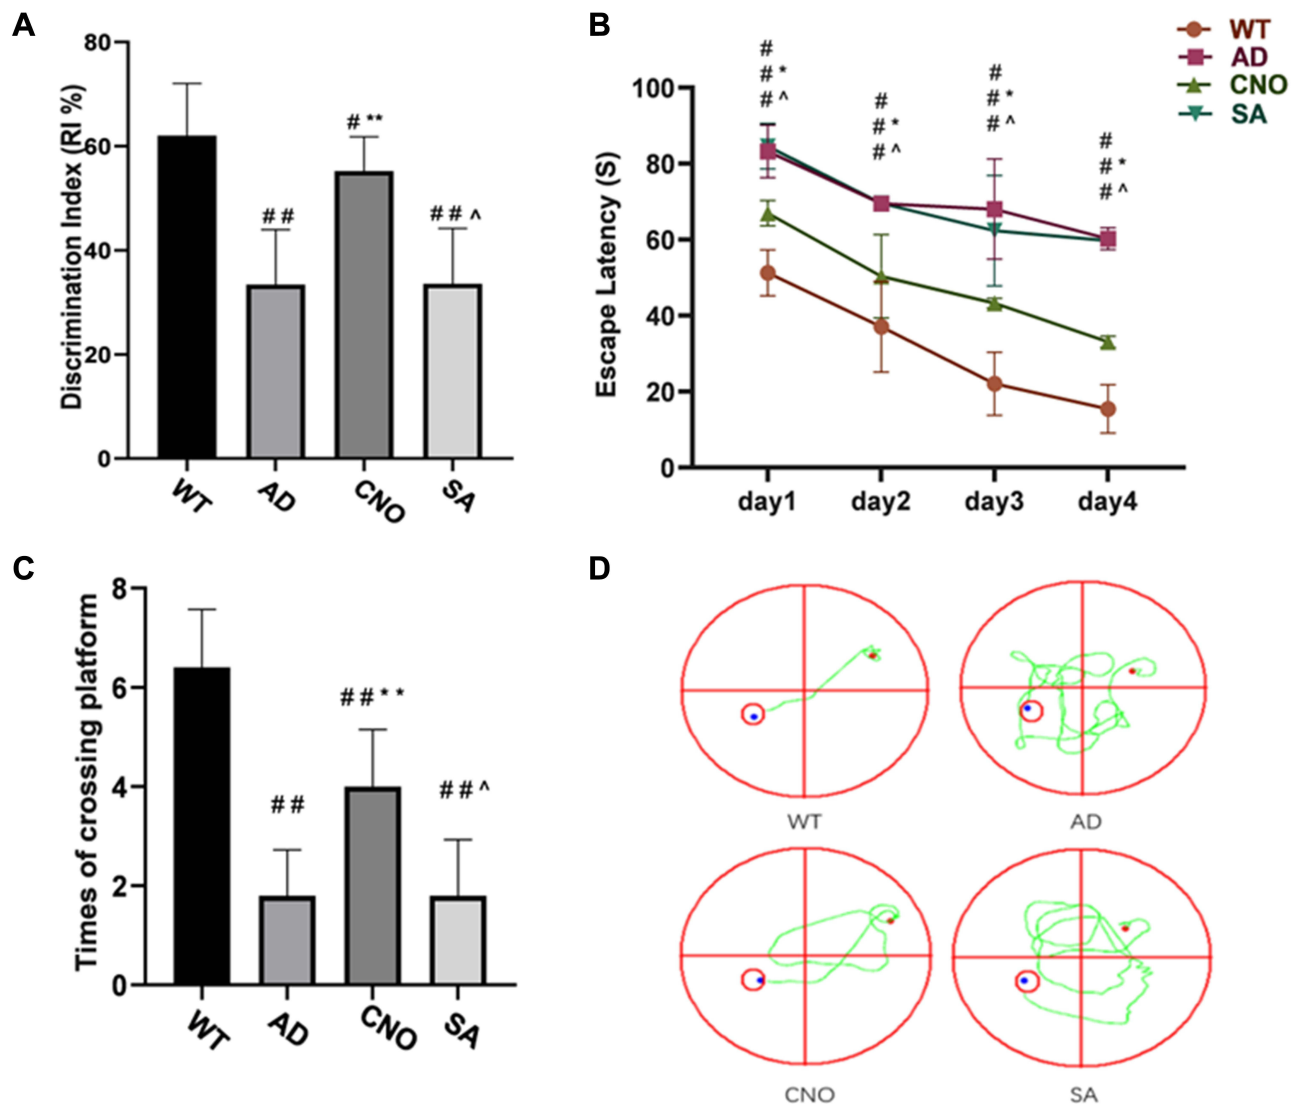 A
Discrimination Index (RI %)
80
60
40
20
0
# #
# **
# # ^
WT
AD
CNO
SA
B
Escape Latency (S)
100
80
60
40
20
0
#
# *
# ^
#
# *
# ^
#
# *
# ^
#
# *
# ^
day1
day2
day3
day4
WT
AD
CNO
SA
C
Times of crossing platform
8
6
4
2
0
# #
# # * *
# # ^
WT
AD
CNO
SA
D
WT
AD
CNO
SA